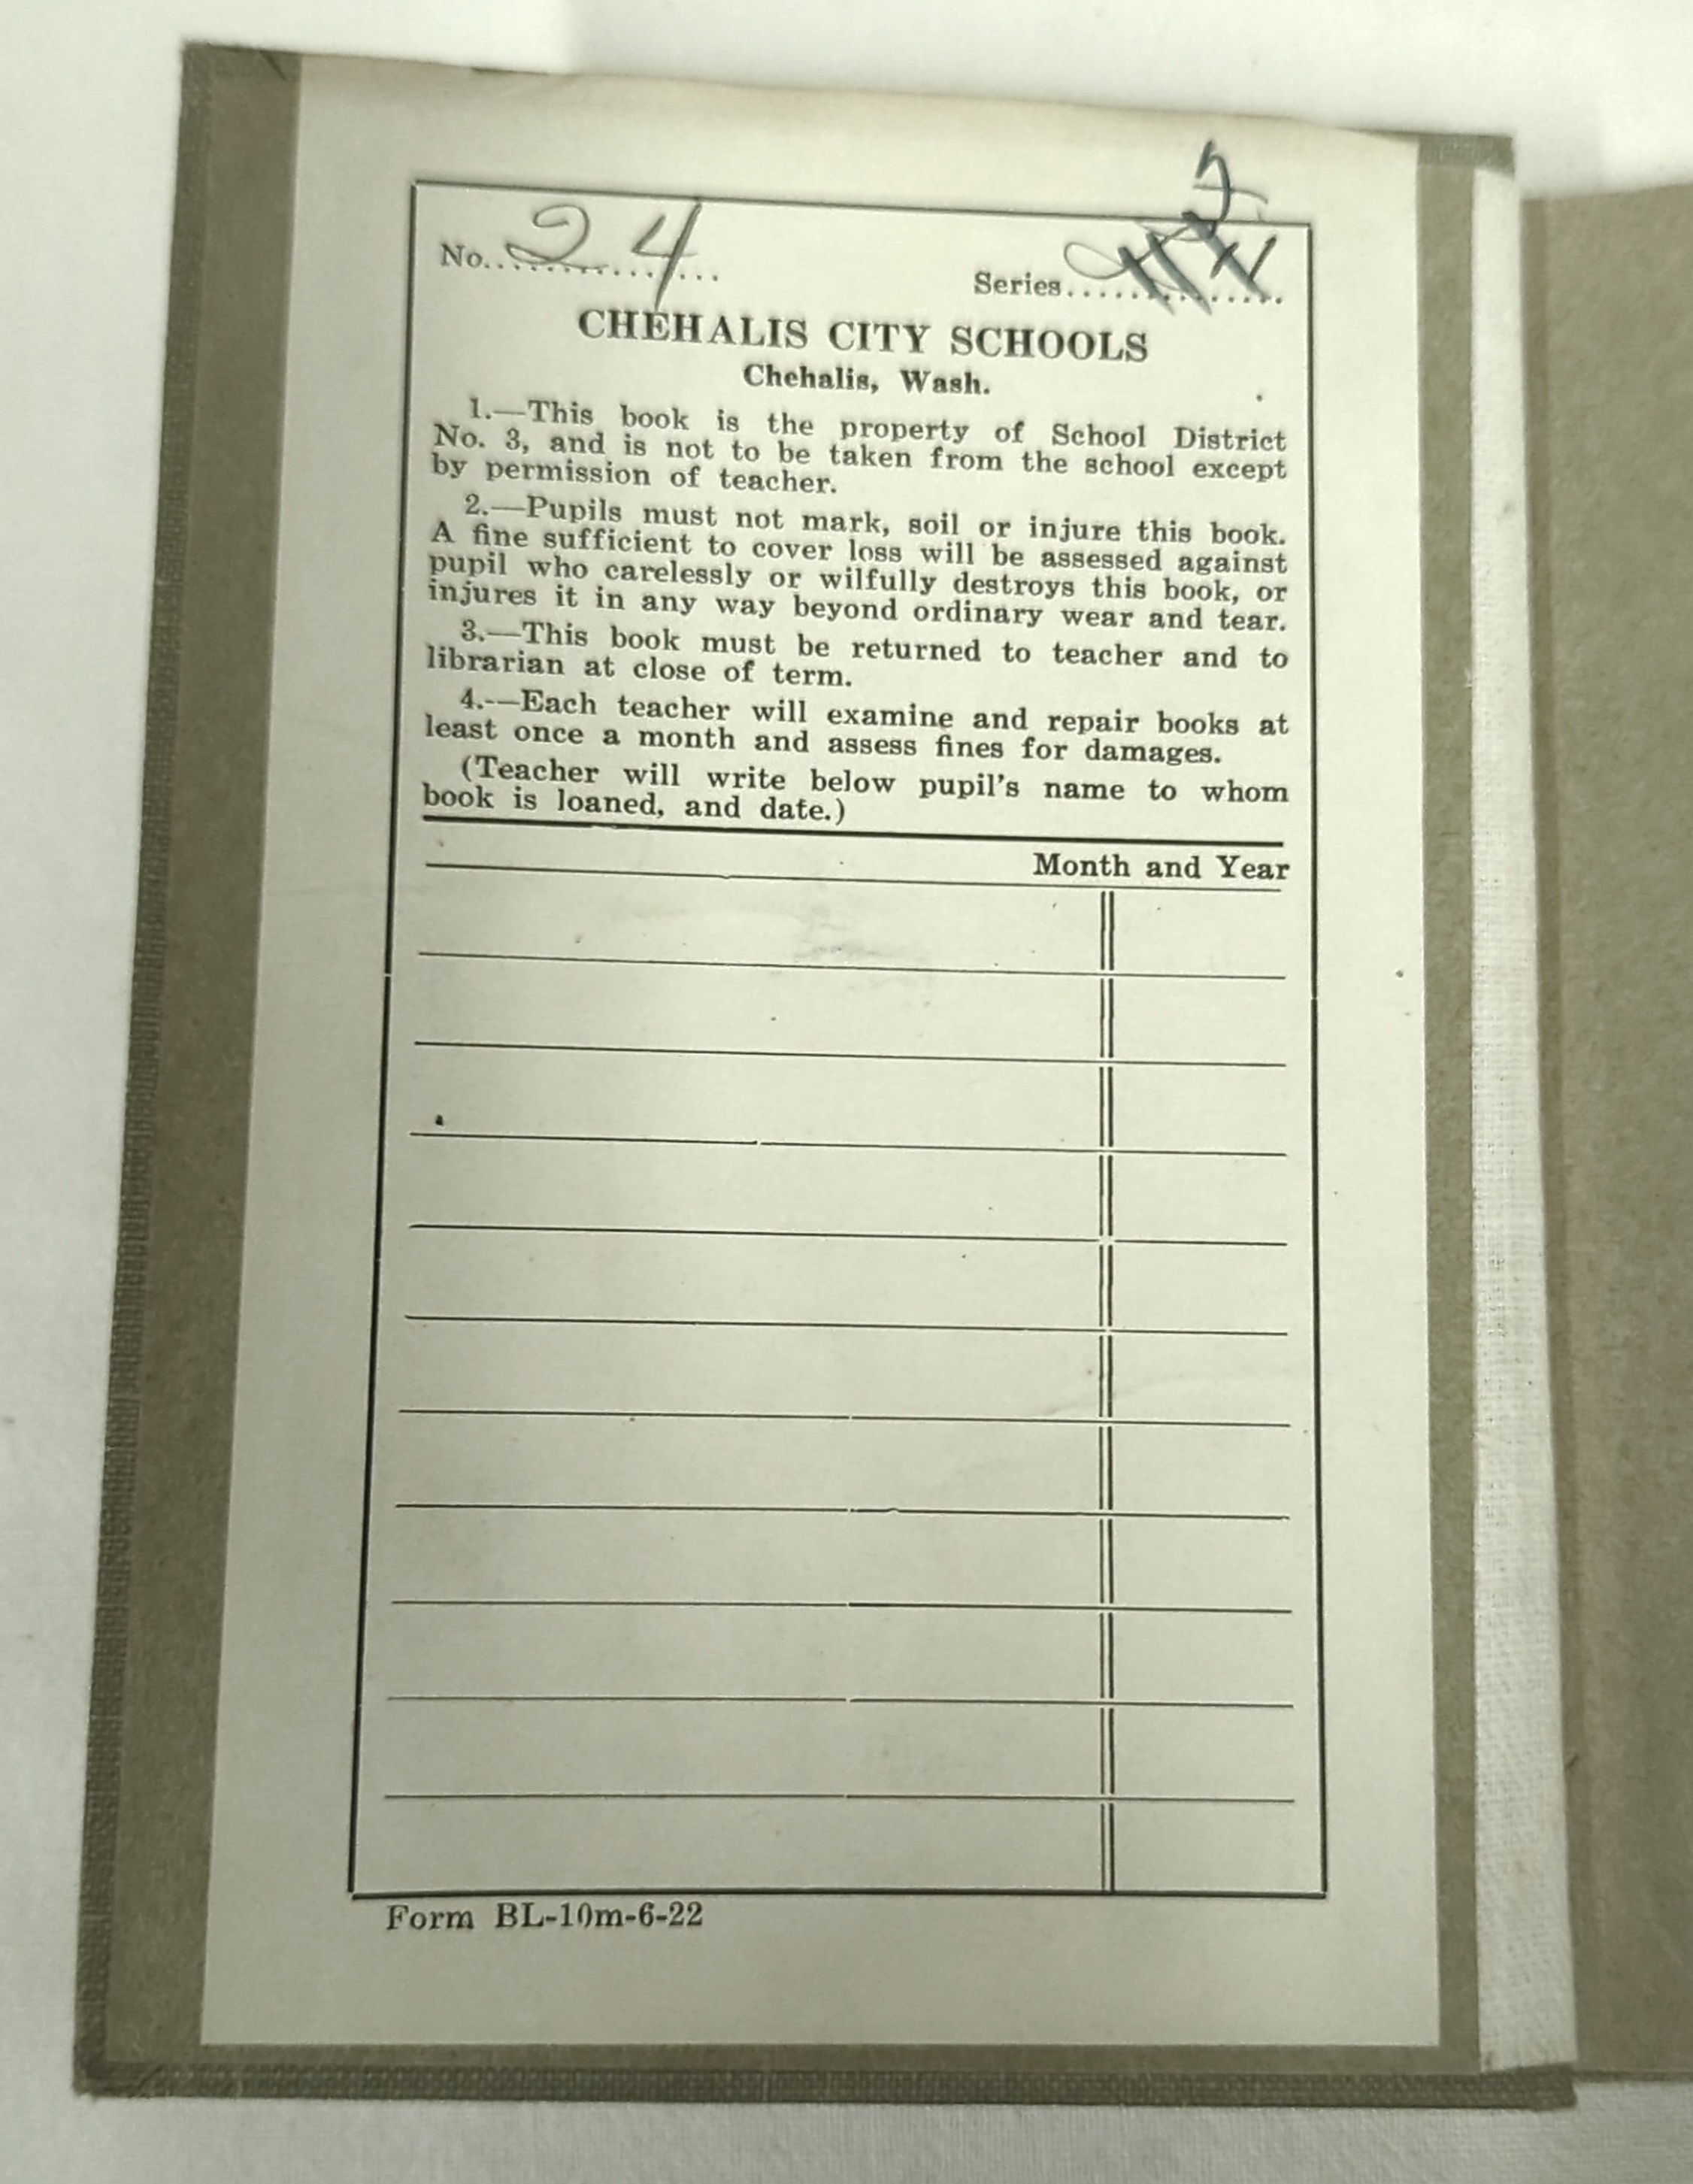 No. 24
Series
CHEHALIS CITY SCHOOLS
Chehalis, Wash.
1.—This book is the property of School District
No. 3, and is not to be taken from the school except
by permission of teacher.
2.—Pupils must not mark, soil or injure this book.
A fine sufficient to cover loss will be assessed against
pupil who carelessly or wilfully destroys this book, or
injures it in any way beyond ordinary wear and tear.
3.—This book must be returned to teacher and to
librarian at close of term.
4.—Each teacher will examine and repair books at
least once a month and assess fines for damages.
(Teacher will write below pupil's name to whom
book is loaned, and date.)
Month and Year
Form BL-10m-6-22